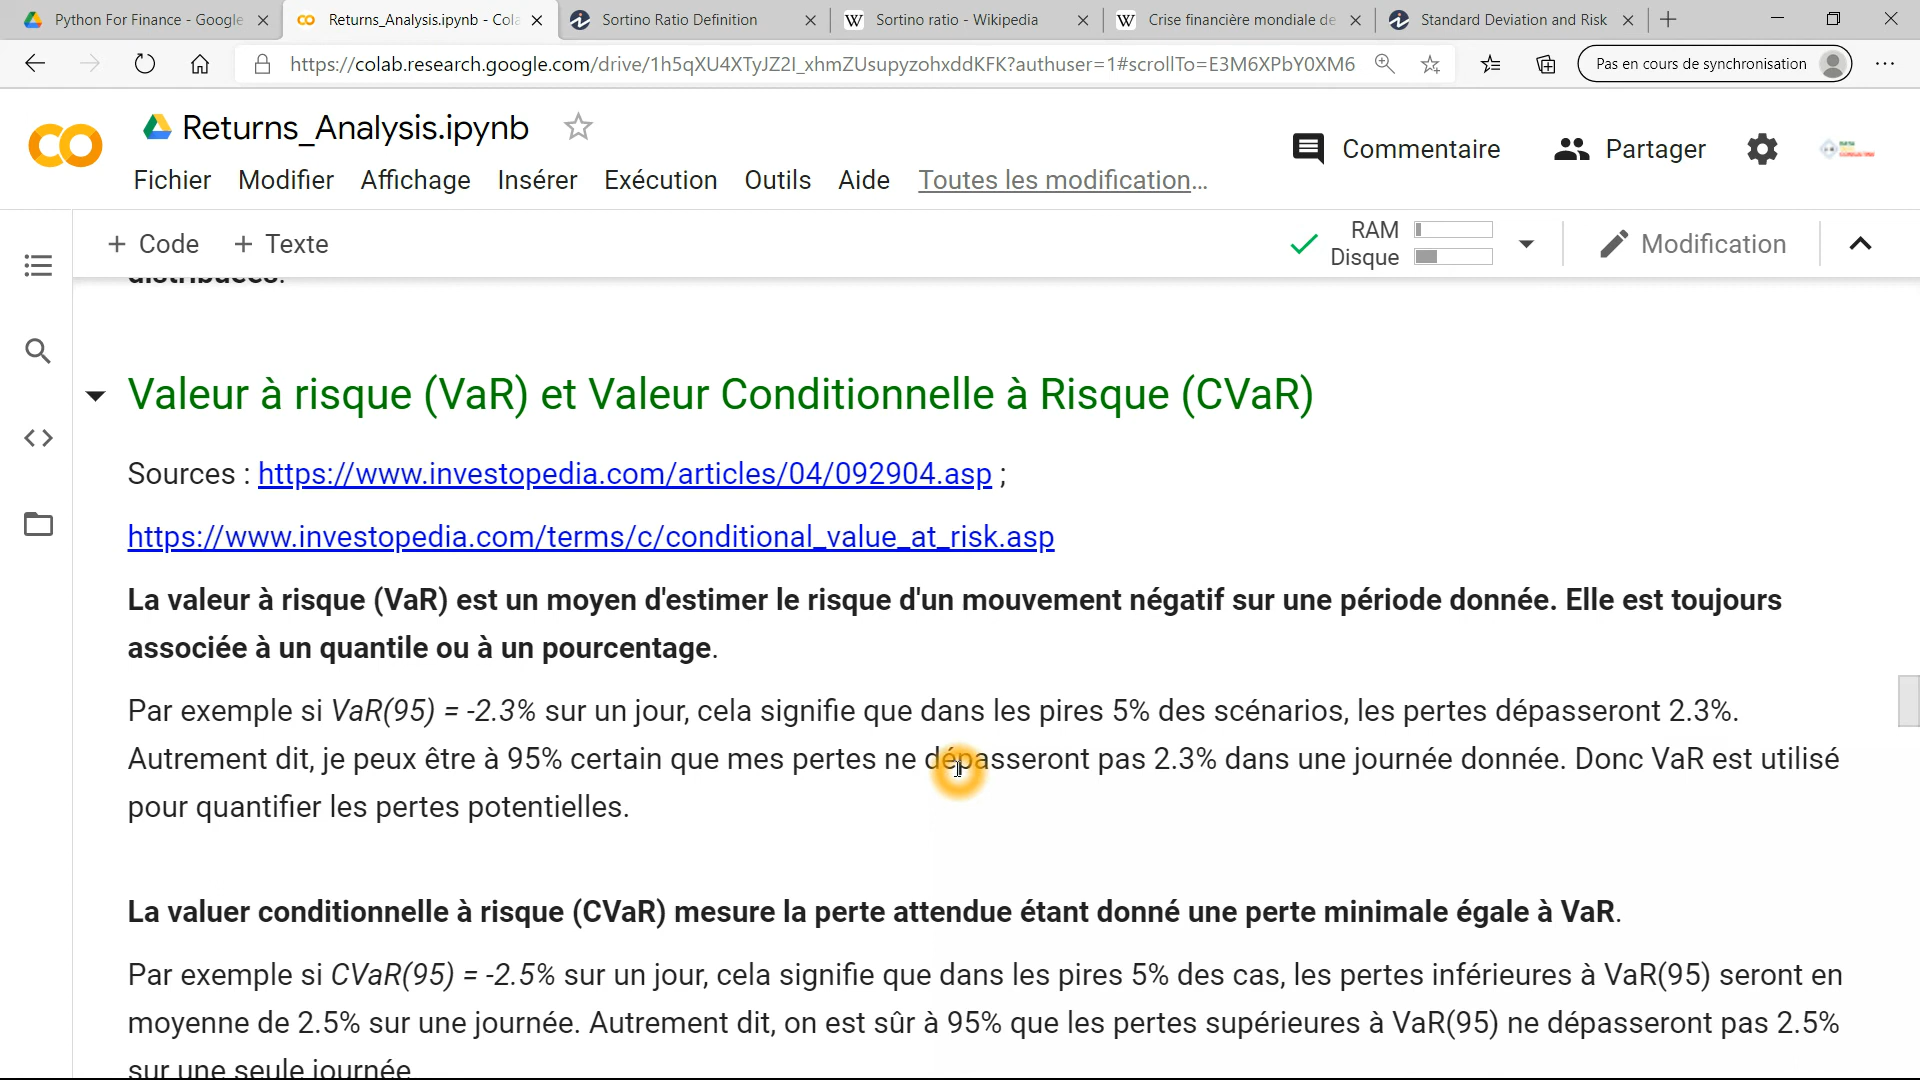 Python For Finance - Google
Returns_Analysis.ipynb - Cola
Sortino Ratio Definition
Sortino ratio - Wikipedia
Crise financière mondiale de
Standard Deviation and Risk
https://colab.research.google.com/drive/1h5qXU4XTyJZ2I_xhmZUsupyzohxddKFK?authuser=1#scrollTo=E3M6XPbY0XM6
Pas en cours de synchronisation
Returns_Analysis.ipynb
Commentaire
Partager
Fichier Modifier Affichage Insérer Exécution Outils Aide Toutes les modification…
+ Code + Texte
RAM
Disque
Modification
distribuées.
Valeur à risque (VaR) et Valeur Conditionnelle à Risque (CVaR)
Sources : https://www.investopedia.com/articles/04/092904.asp ;
https://www.investopedia.com/terms/c/conditional_value_at_risk.asp
La valeur à risque (VaR) est un moyen d'estimer le risque d'un mouvement négatif sur une période donnée. Elle est toujours
associée à un quantile ou à un pourcentage.
Par exemple si VaR(95) = -2.3% sur un jour, cela signifie que dans les pires 5% des scénarios, les pertes dépasseront 2.3%.
Autrement dit, je peux être à 95% certain que mes pertes ne dépasseront pas 2.3% dans une journée donnée. Donc VaR est utilisé
pour quantifier les pertes potentielles.
La valuer conditionnelle à risque (CVaR) mesure la perte attendue étant donné une perte minimale égale à VaR.
Par exemple si CVaR(95) = -2.5% sur un jour, cela signifie que dans les pires 5% des cas, les pertes inférieures à VaR(95) seront en
moyenne de 2.5% sur une journée. Autrement dit, on est sûr à 95% que les pertes supérieures à VaR(95) ne dépasseront pas 2.5%
sur une seule journée